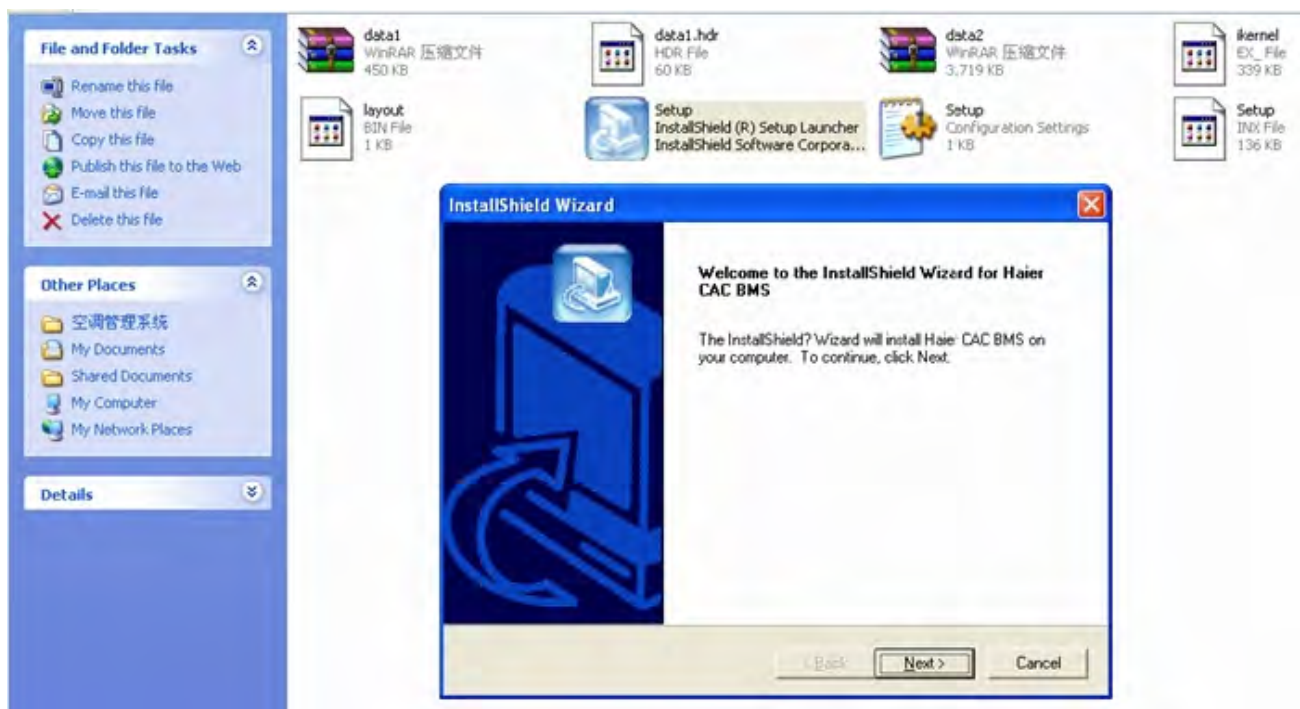 File and Folder Tasks
Rename this file
Move this file
Copy this file
Publish this file to the Web
E-mail this file
Delete this file
Other Places
空调管理系统
My Documents
Shared Documents
My Computer
My Network Places
Details
data1
WinRAR 压缩文件
450 KB
data1.hdr
HDR File
60 KB
data2
WinRAR 压缩文件
3,719 KB
ikernel
EX_ File
339 KB
layout
BIN File
1 KB
Setup
InstallShield (R) Setup Launcher
InstallShield Software Corpora...
Setup
Configuration Settings
1 KB
Setup
INX File
136 KB
InstallShield Wizard
Welcome to the InstallShield Wizard for Haier
CAC BMS
The InstallShield? Wizard will install Haier CAC BMS on
your computer. To continue, click Next.
< Back
Next >
Cancel